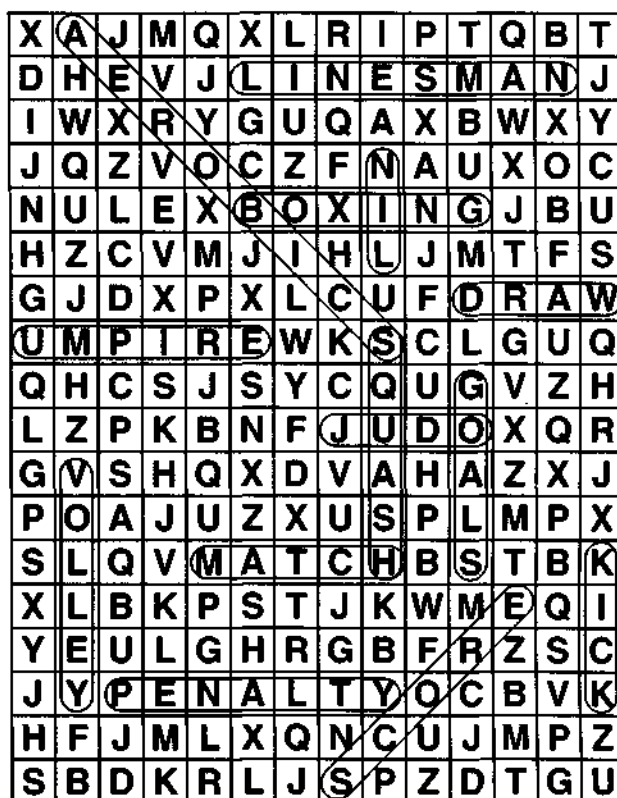 X A J M Q X L R I P T Q B T
D H E V J L I N E S M A N J
I W X R Y G U Q A X B W X Y
J Q Z V O C Z F N A U X O C
N U L E X B O X I N G J B U
H Z C V M J I H L J M T F S
G J D X P X L C U F D R A W
U M P I R E W K S C L G U Q
Q H C S J S Y C Q U G V Z H
L Z P K B N F J U D O X Q R
G V S H Q X D V A H A Z X J
P O A J U Z X U S P L M P X
S L Q V M A T C H B S T B K
X L B K P S T J K W M E Q I
Y E U L G H R G B F R Z S C
J Y P E N A L T Y O C B V K
H F J M L X Q N C U J M P Z
S B D K R L J S P Z D T G U